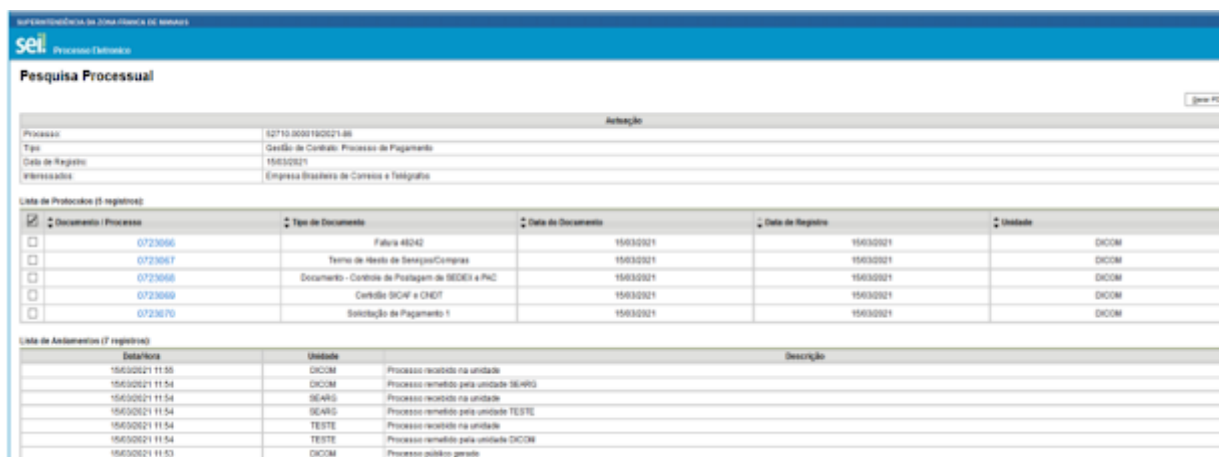 SUPERINTENDÊNCIA DA ZONA FRANCA DE MANAUS
sei! Processo Eletronico
Pesquisa Processual
Gerar PD
Autuação
Processo: 52710.000019/2021-86
Tipo: Gestão de Contrato: Processo de Pagamento
Data de Registro: 15/03/2021
Interessados: Empresa Brasileira de Correios e Telégrafos
Lista de Protocolos (5 registros):
Documento / Processo Tipo de Documento Data do Documento Data de Registro Unidade
0723066 Fatura 48242 15/03/2021 15/03/2021 DICOM
0723067 Termo de Atesto de Serviços/Compras 15/03/2021 15/03/2021 DICOM
0723068 Documento - Controle de Postagem de SEDEX e PAC 15/03/2021 15/03/2021 DICOM
0723069 Certidão SICAF e CNDT 15/03/2021 15/03/2021 DICOM
0723070 Solicitação de Pagamento 1 15/03/2021 15/03/2021 DICOM
Lista de Andamentos (7 registros):
Data/Hora Unidade Descrição
15/03/2021 11:55 DICOM Processo recebido na unidade
15/03/2021 11:54 DICOM Processo remetido pela unidade SEARG
15/03/2021 11:54 SEARG Processo recebido na unidade
15/03/2021 11:54 SEARG Processo remetido pela unidade TESTE
15/03/2021 11:54 TESTE Processo recebido na unidade
15/03/2021 11:54 TESTE Processo remetido pela unidade DICOM
15/03/2021 11:53 DICOM Processo público gerado